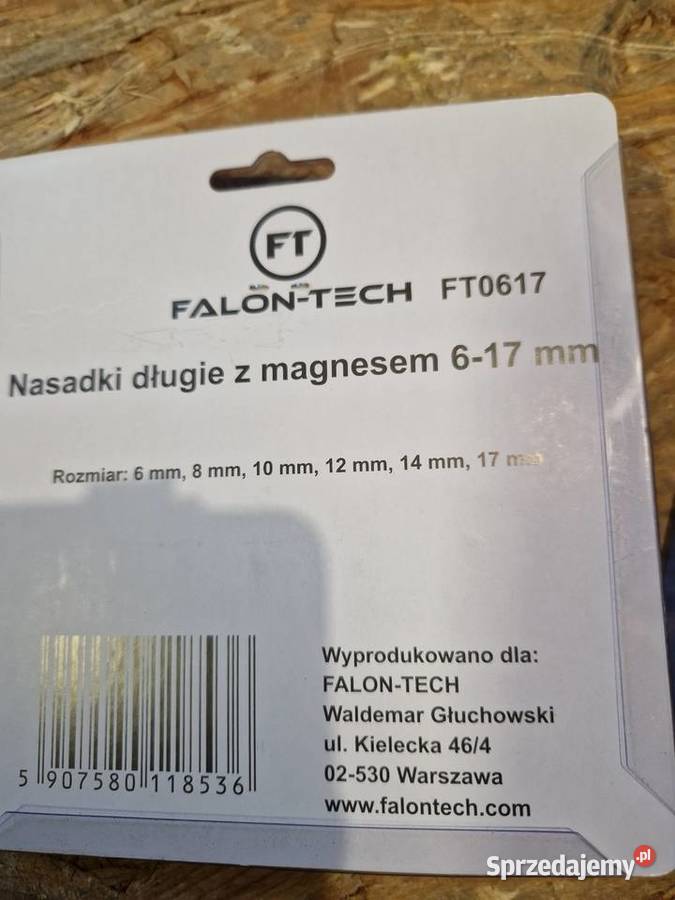 FT
FALON-TECH FT0617
Nasadki długie z magnesem 6-17 mm
Rozmiar: 6 mm, 8 mm, 10 mm, 12 mm, 14 mm, 17 mm
5 907580 118536
Wyprodukowano dla:
FALON-TECH
Waldemar Głuchowski
ul. Kielecka 46/4
02-530 Warszawa
www.falontech.com
Sprzedajemy.pl